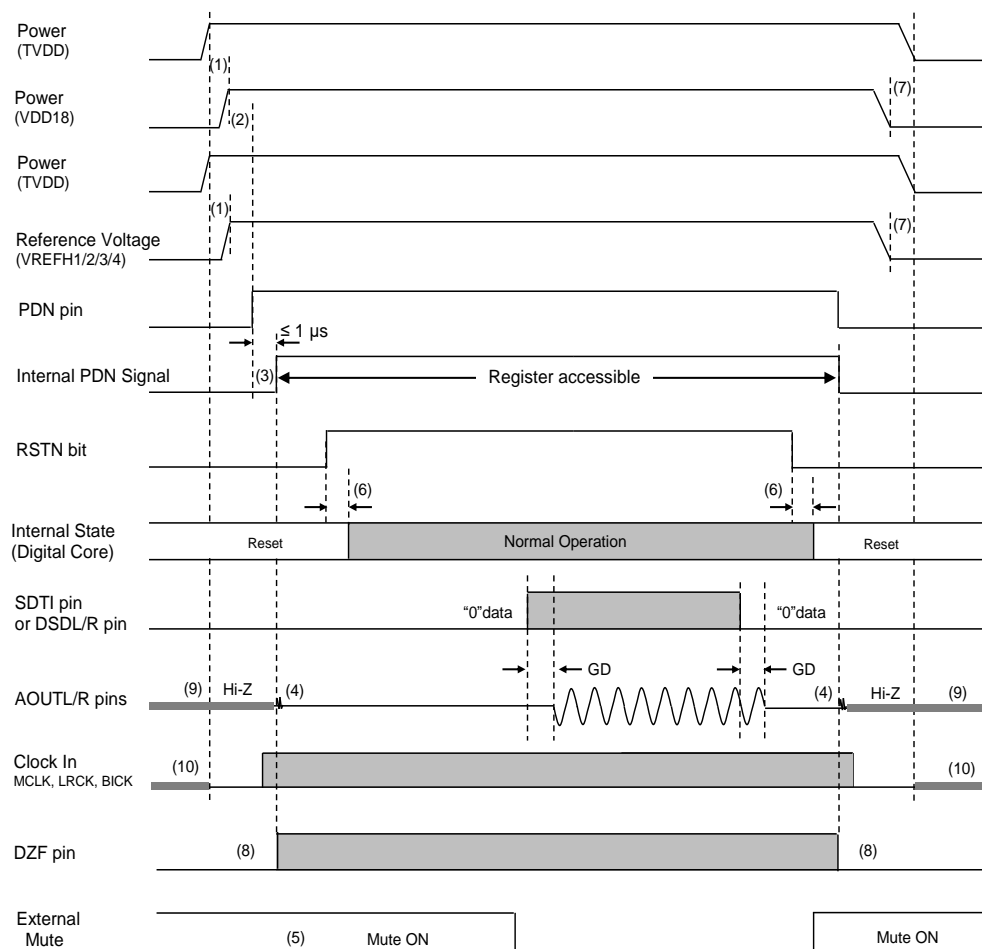 Power
(TVDD)
(1)
Power
(VDD18)
(2)
(7)
Power
(TVDD)
(1)
Reference Voltage
(VREFH1/2/3/4)
(7)
PDN pin
≤ 1 μs
Internal PDN Signal
(3)
Register accessible
RSTN bit
(6)
(6)
Internal State
(Digital Core)
Reset
Normal Operation
Reset
SDTI pin
or DSDL/R pin
“0”data
“0”data
GD
GD
AOUTL/R pins
(9)
Hi-Z
(4)
(4)
Hi-Z
(9)
Clock In
MCLK, LRCK, BICK
(10)
(10)
DZF pin
(8)
(8)
External
Mute
(5)
Mute ON
Mute ON